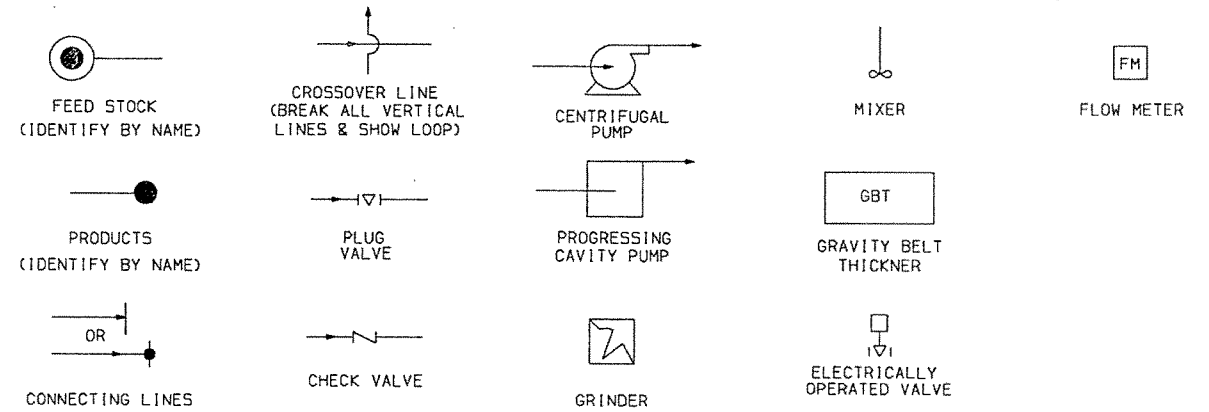 FEED STOCK
(IDENTIFY BY NAME)
CROSSOVER LINE
(BREAK ALL VERTICAL
LINES & SHOW LOOP)
CENTRIFUGAL
PUMP
MIXER
FM
FLOW METER
PRODUCTS
(IDENTIFY BY NAME)
PLUG
VALVE
PROGRESSING
CAVITY PUMP
GBT
GRAVITY BELT
THICKNER
OR
CONNECTING LINES
CHECK VALVE
GRINDER
ELECTRICALLY
OPERATED VALVE